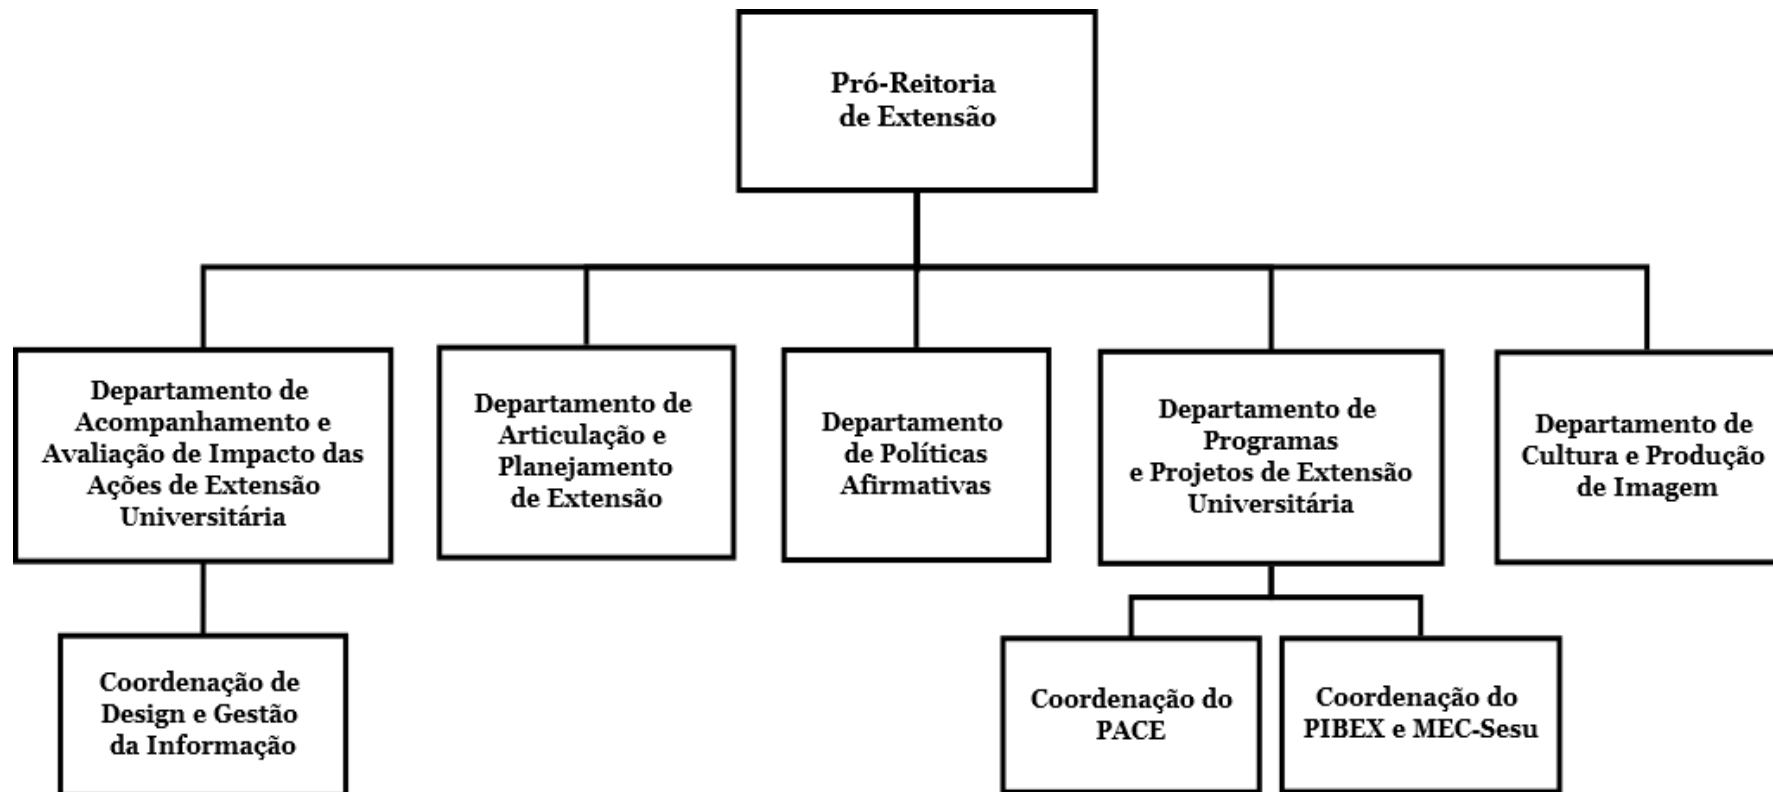 Pró-Reitoria
de Extensão
Departamento de
Acompanhamento e
Avaliação de Impacto das
Ações de Extensão
Universitária
Departamento de
Articulação e
Planejamento
de Extensão
Departamento
de Políticas
Afirmativas
Departamento de
Programas
e Projetos de Extensão
Universitária
Departamento de
Cultura e Produção
de Imagem
Coordenação de
Design e Gestão
da Informação
Coordenação do
PACE
Coordenação do
PIBEX e MEC-Sesu